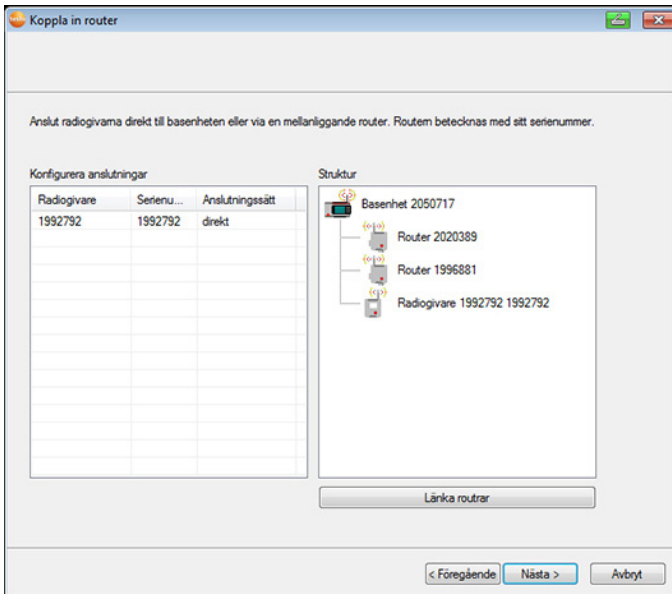 Koppla in router
Anslut radiogivarna direkt till basenheten eller via en mellanliggande router. Routern betecknas med sitt serienummer.
Konfigurera anslutningar
Struktur
Radiogivare Serienu... Anslutningssätt
1992792 1992792 direkt
Basenhet 2050717
Router 2020389
Router 1996881
Radiogivare 1992792 1992792
Länka routrar
< Föregående Nästa > Avbryt